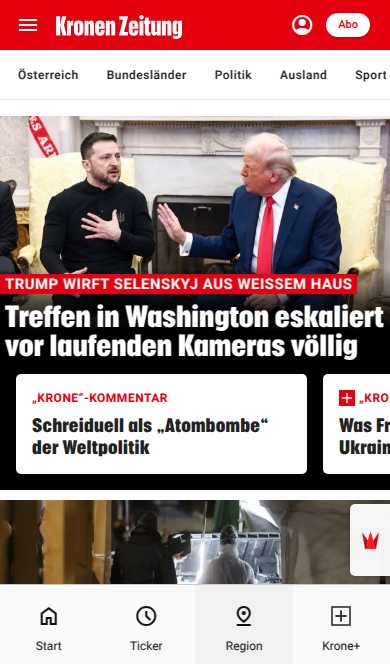 Kronen Zeitung
Abo
Österreich Bundesländer Politik Ausland Sport
TRUMP WIRFT SELENSKYJ AUS WEISSEM HAUS
Treffen in Washington eskaliert
vor laufenden Kameras völlig
„KRONE“-KOMMENTAR
Schreiduell als „Atombombe“
der Weltpolitik
„KRO
Was Fr
Ukrain
Start Ticker Region Krone+